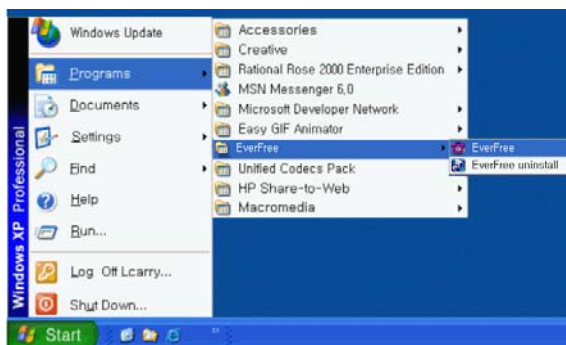 Windows Update
Programs
Documents
Settings
Find
Help
Run...
Log Off Lcarry...
Shut Down...
Windows XP Professional
Accessories
Creative
Rational Rose 2000 Enterprise Edition
MSN Messenger 6,0
Microsoft Developer Network
Easy GIF Animator
EverFree
Unified Codecs Pack
HP Share-to-Web
Macromedia
EverFree
EverFree uninstall
Start